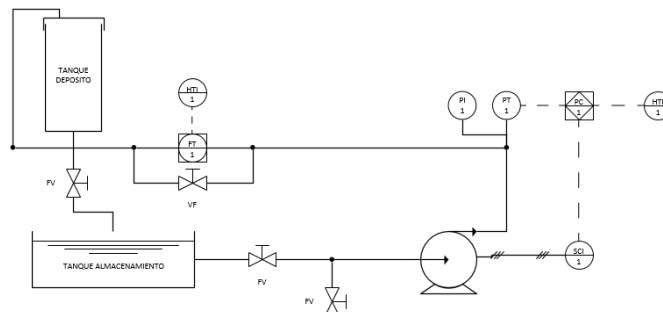 TANQUE
DEPOSITO
HTI
1
PI
1
PT
1
PC
1
HTI
1
FT
1
FV
VF
TANQUE ALMACENAMIENTO
FV
FV
SCI
1